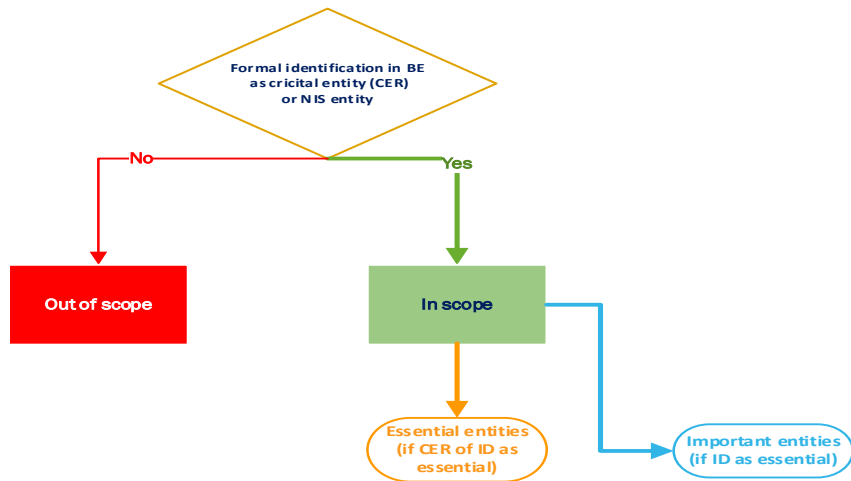 Formal identification in BE
as cricital entity (CER)
or NIS entity
No
Yes
Out of scope
In scope
Essential entities
(if CER of ID as
essential)
Important entities
(if ID as essential)